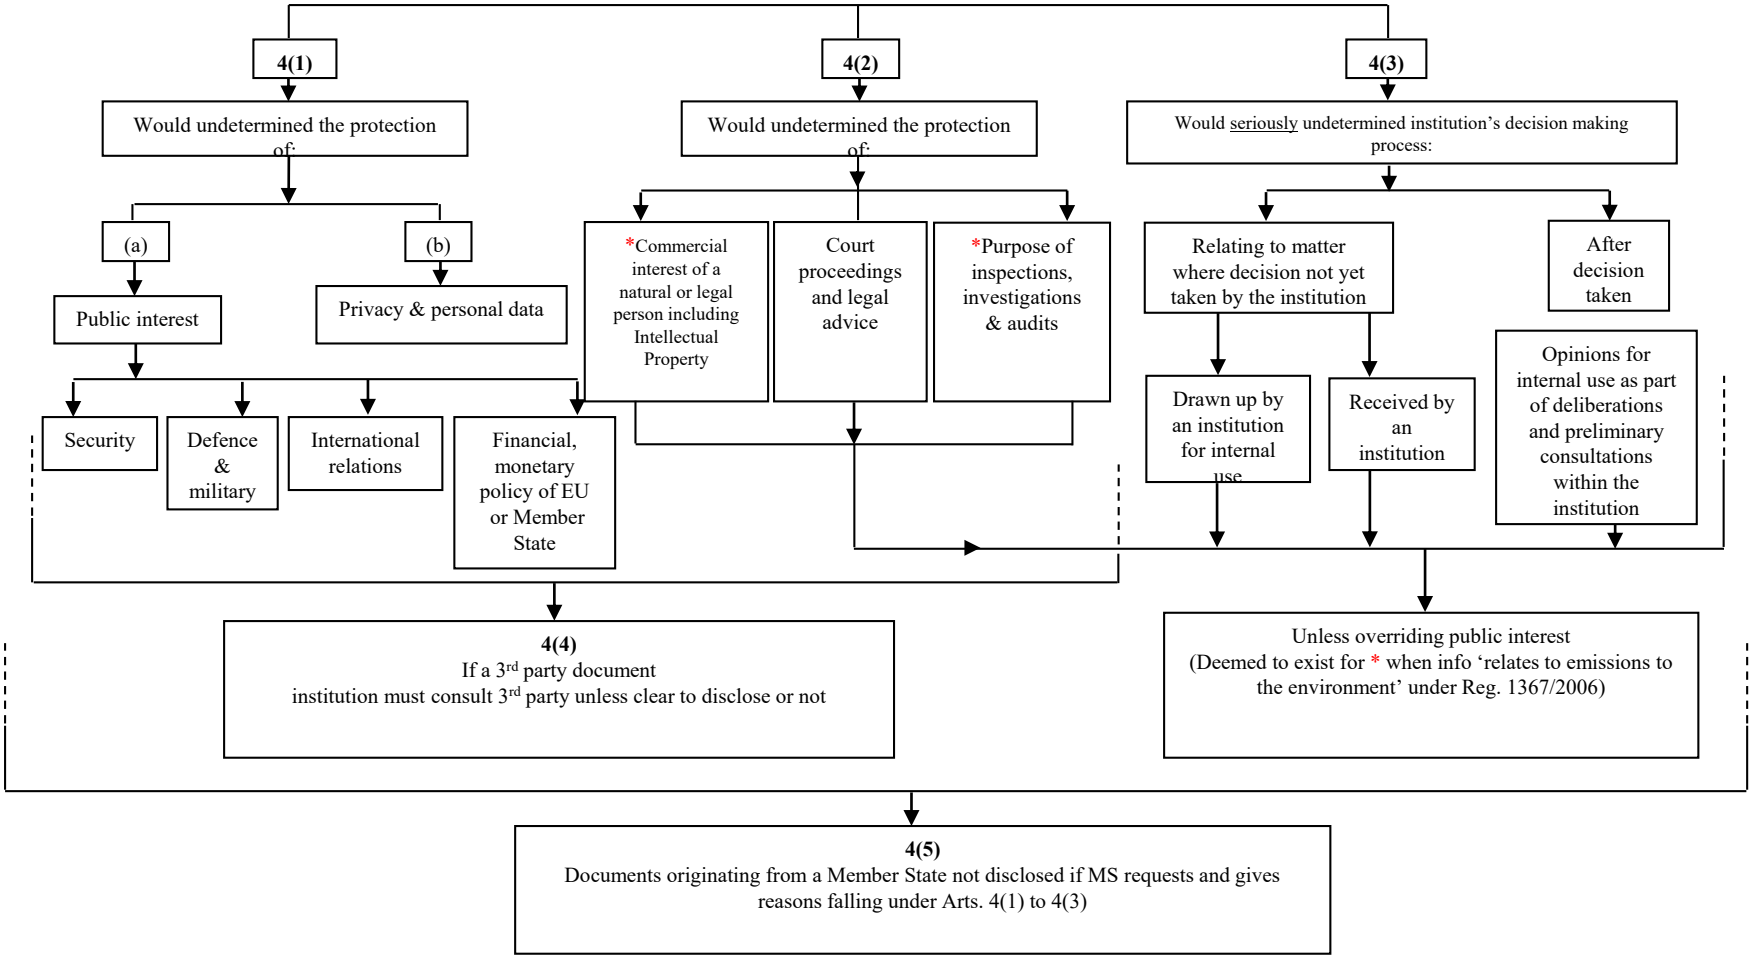 4(1)
4(2)
4(3)
Would undetermined the protection
of:
Would undetermined the protection
of:
Would seriously undetermined institution’s decision making
process:
(a)
(b)
Public interest
Privacy & personal data
Security
Defence
&
military
International
relations
Financial,
monetary
policy of EU
or Member
State
*Commercial
interest of a
natural or legal
person including
Intellectual
Property
Court
proceedings
and legal
advice
*Purpose of
inspections,
investigations
& audits
Relating to matter
where decision not yet
taken by the institution
After
decision
taken
Drawn up by
an institution
for internal
use
Received by
an
institution
Opinions for
internal use as part
of deliberations
and preliminary
consultations
within the
institution
4(4)
If a 3rd party document
institution must consult 3rd party unless clear to disclose or not
Unless overriding public interest
(Deemed to exist for * when info ‘relates to emissions to
the environment’ under Reg. 1367/2006)
4(5)
Documents originating from a Member State not disclosed if MS requests and gives
reasons falling under Arts. 4(1) to 4(3)